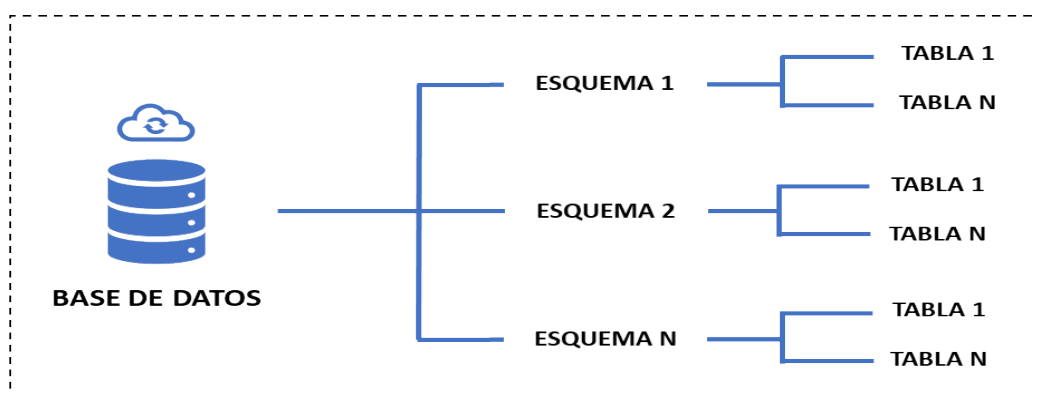 BASE DE DATOS
ESQUEMA 1
TABLA 1
TABLA N
ESQUEMA 2
TABLA 1
TABLA N
ESQUEMA N
TABLA 1
TABLA N